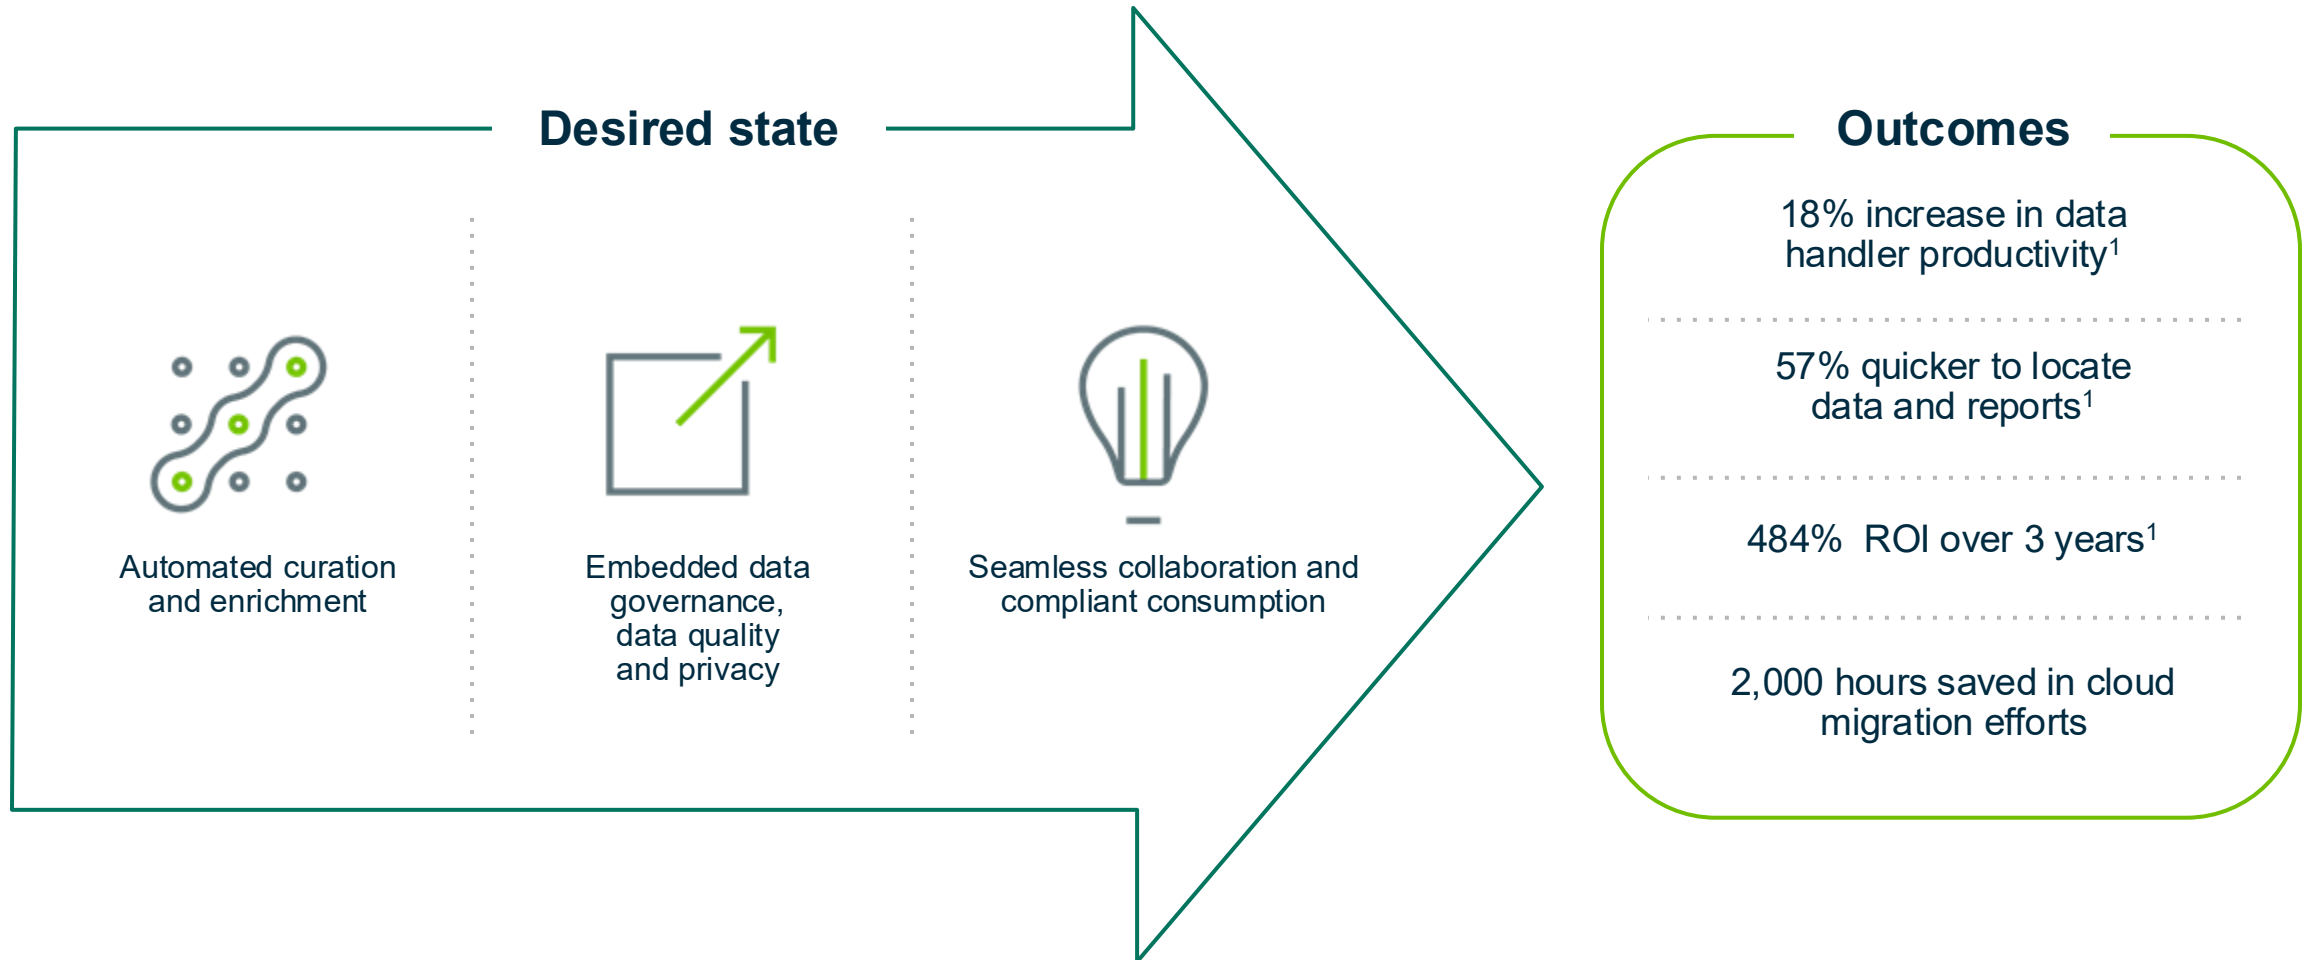 Desired state
Automated curation
and enrichment
Embedded data
governance,
data quality
and privacy
Seamless collaboration and
compliant consumption
Outcomes
18% increase in data
handler productivity¹
57% quicker to locate
data and reports¹
484%  ROI over 3 years¹
2,000 hours saved in cloud
migration efforts